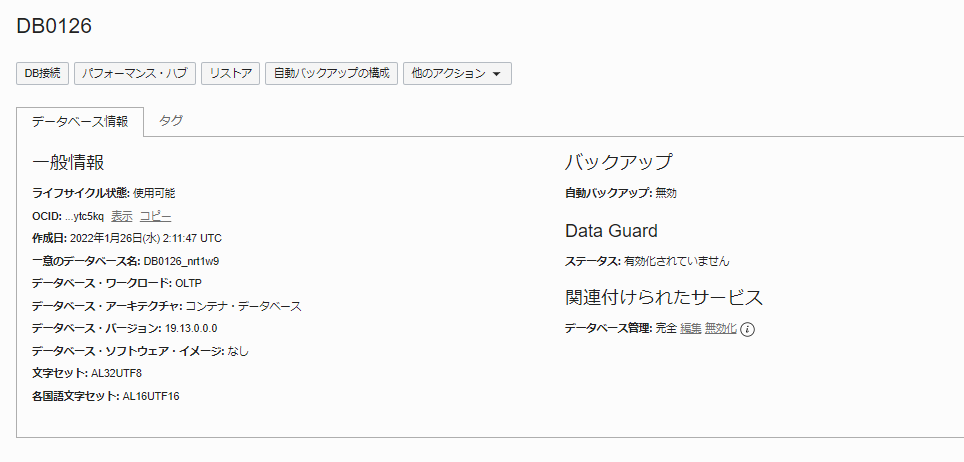 DB0126
DB接続 パフォーマンス・ハブ リストア 自動バックアップの構成 他のアクション
データベース情報 タグ
一般情報
ライフサイクル状態: 使用可能
OCID: ...ytc5kq 表示 コピー
作成日: 2022年1月26日(水) 2:11:47 UTC
一意のデータベース名: DB0126_nrt1w9
データベース・ワークロード: OLTP
データベース・アーキテクチャ: コンテナ・データベース
データベース・バージョン: 19.13.0.0.0
データベース・ソフトウェア・イメージ: なし
文字セット: AL32UTF8
各国語文字セット: AL16UTF16
バックアップ
自動バックアップ: 無効
Data Guard
ステータス: 有効化されていません
関連付けられたサービス
データベース管理: 完全 編集 無効化 i